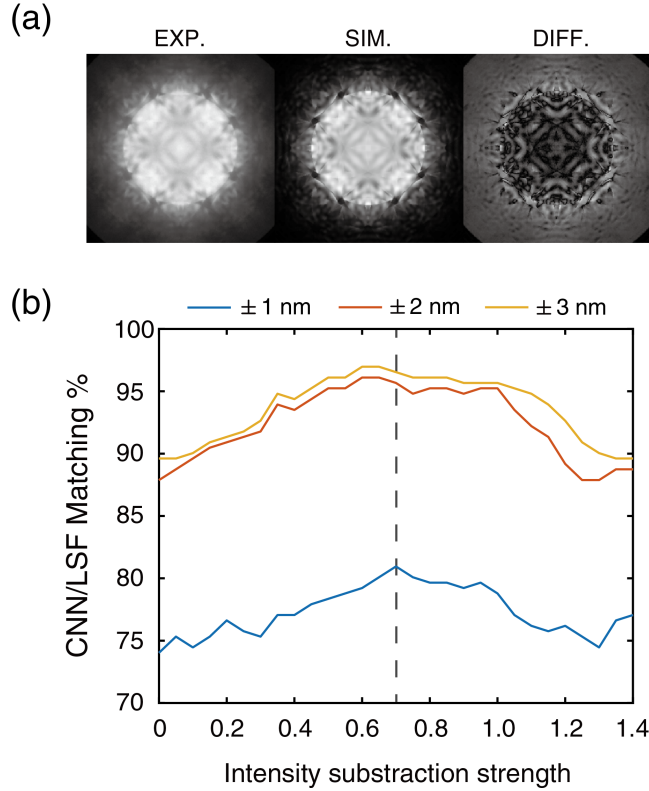 (a)
EXP. SIM. DIFF.
(b)
± 1 nm ± 2 nm ± 3 nm
100
95
90
85
80
75
70
CNN/LSF Matching %
0 0.2 0.4 0.6 0.8 1.0 1.2 1.4
Intensity substraction strength